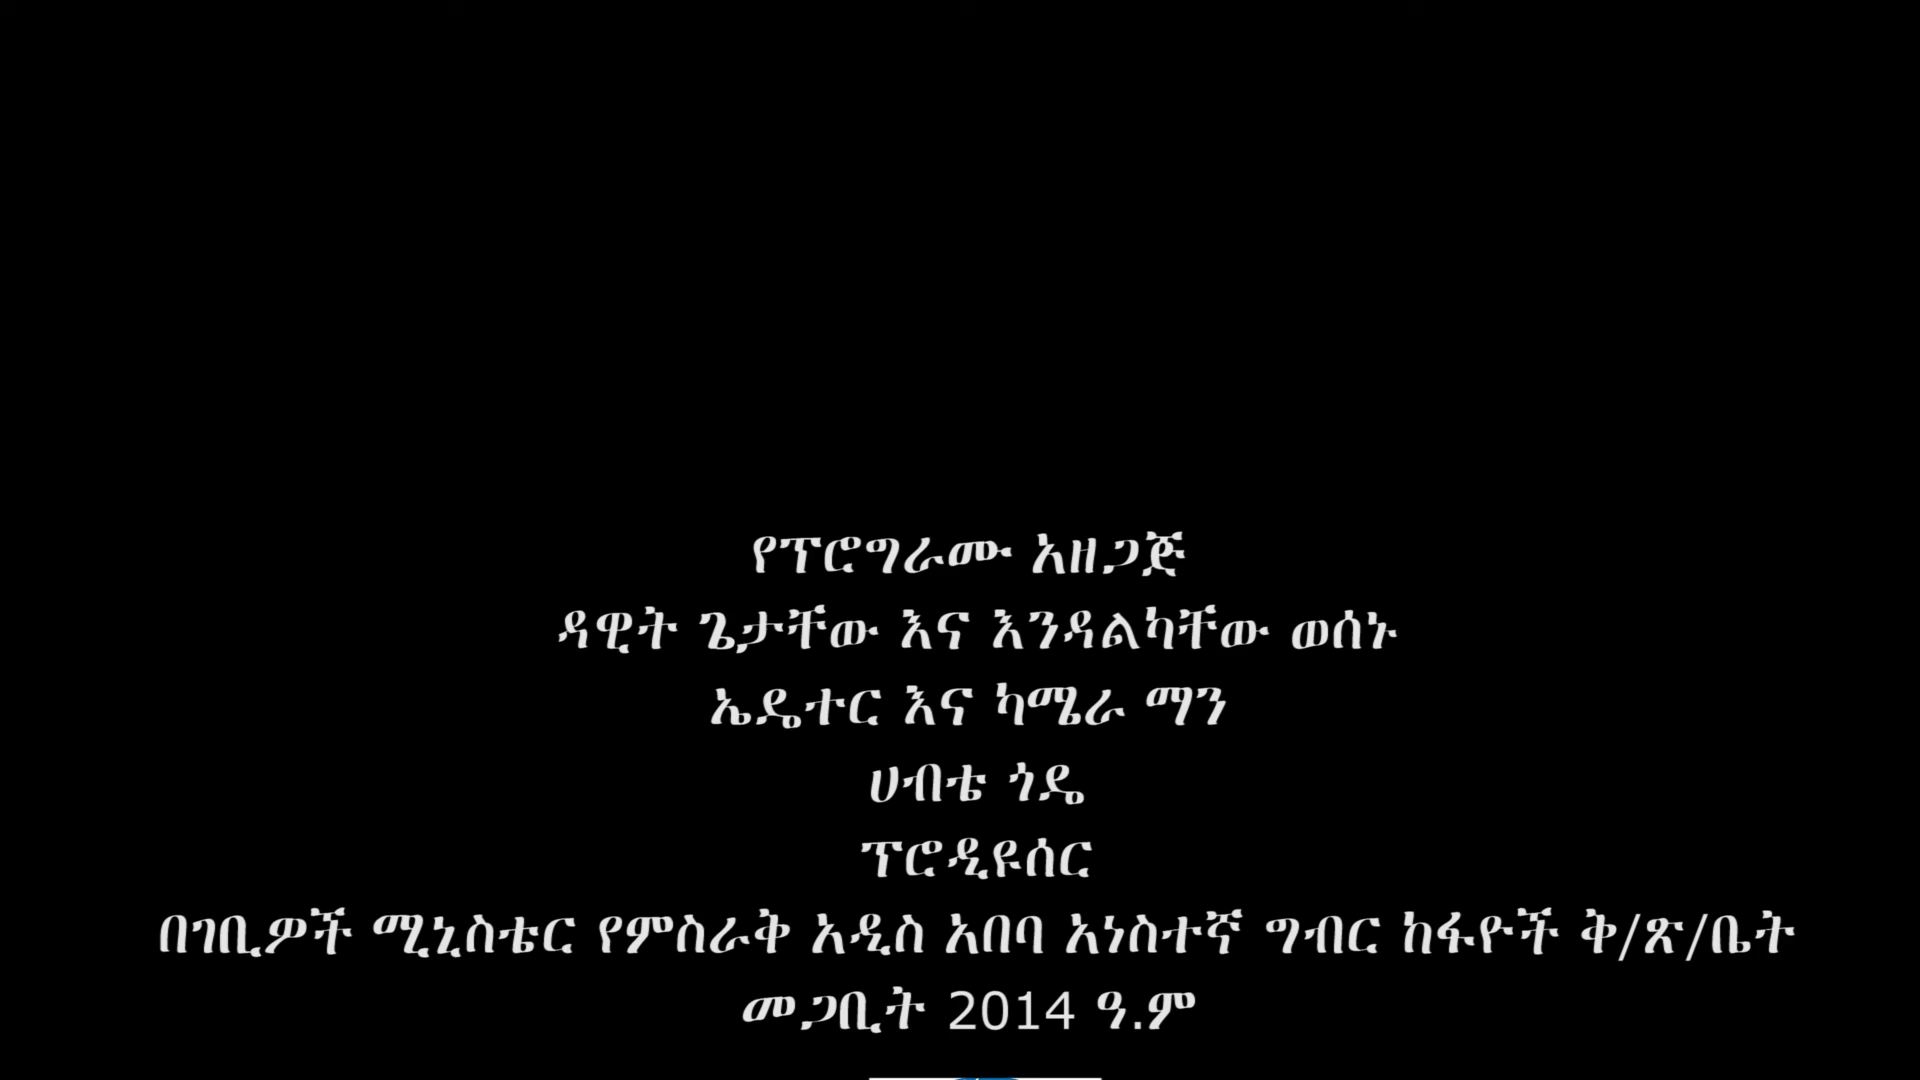 የፕሮግራሙ አዘጋጅ
ዳዊት ጌታቸው እና እንዳልካቸው ወሰኑ
ኤዴተር እና ካሜራ ማን
ሀብቴ ጎዴ
ፕሮዲዩሰር
በገቢዎች ሚኒስቴር የምስራቅ አዲስ አበባ አነስተኛ ግብር ከፋዮች ቅ/ጽ/ቤት
መጋቢት 2014 ዓ.ም